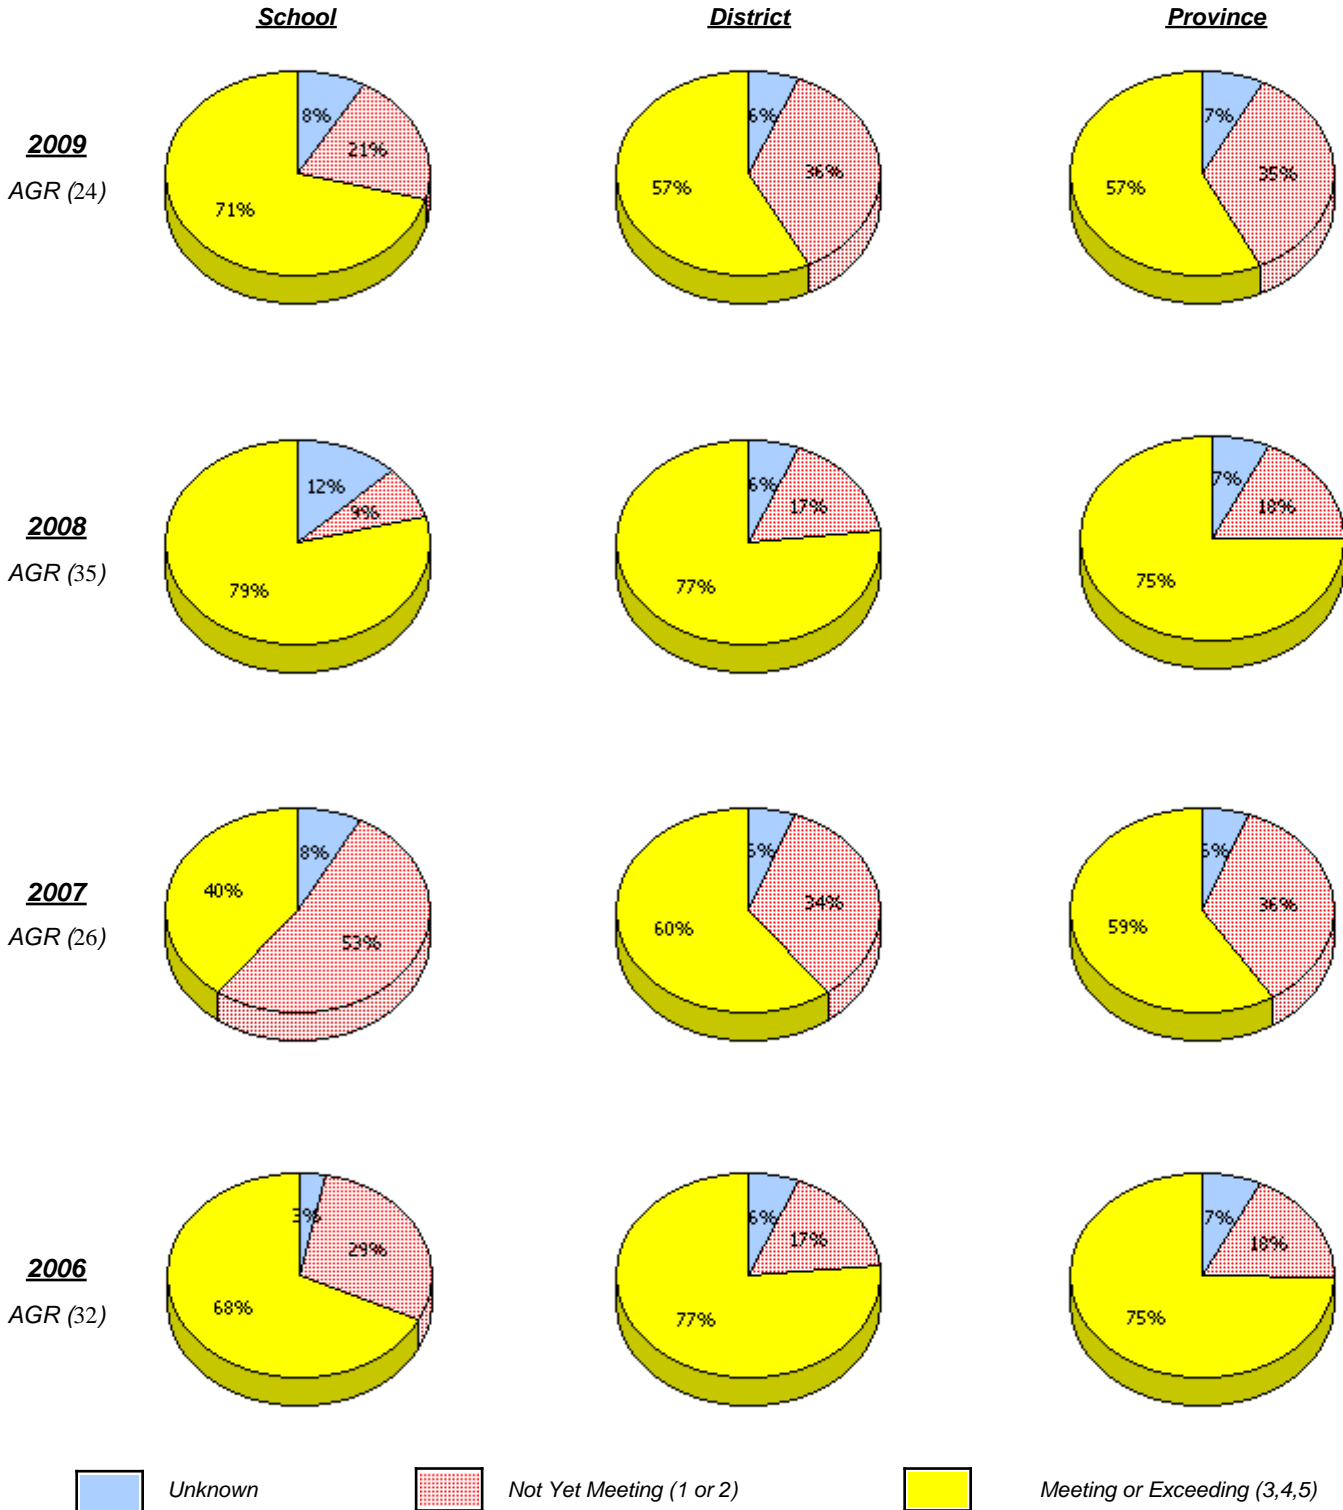 School District Province
8% 6% 7%
2009
21% 36% 35%
AGR (24)
71% 57% 57%
12% 6% 7%
2008
9% 17% 18%
AGR (35)
79% 77% 75%
8% 5% 5%
2007
40% 34% 36%
AGR (26)
53% 60% 59%
3% 6% 7%
2006
29% 17% 18%
AGR (32)
68% 77% 75%
Unknown Not Yet Meeting (1 or 2) Meeting or Exceeding (3,4,5)